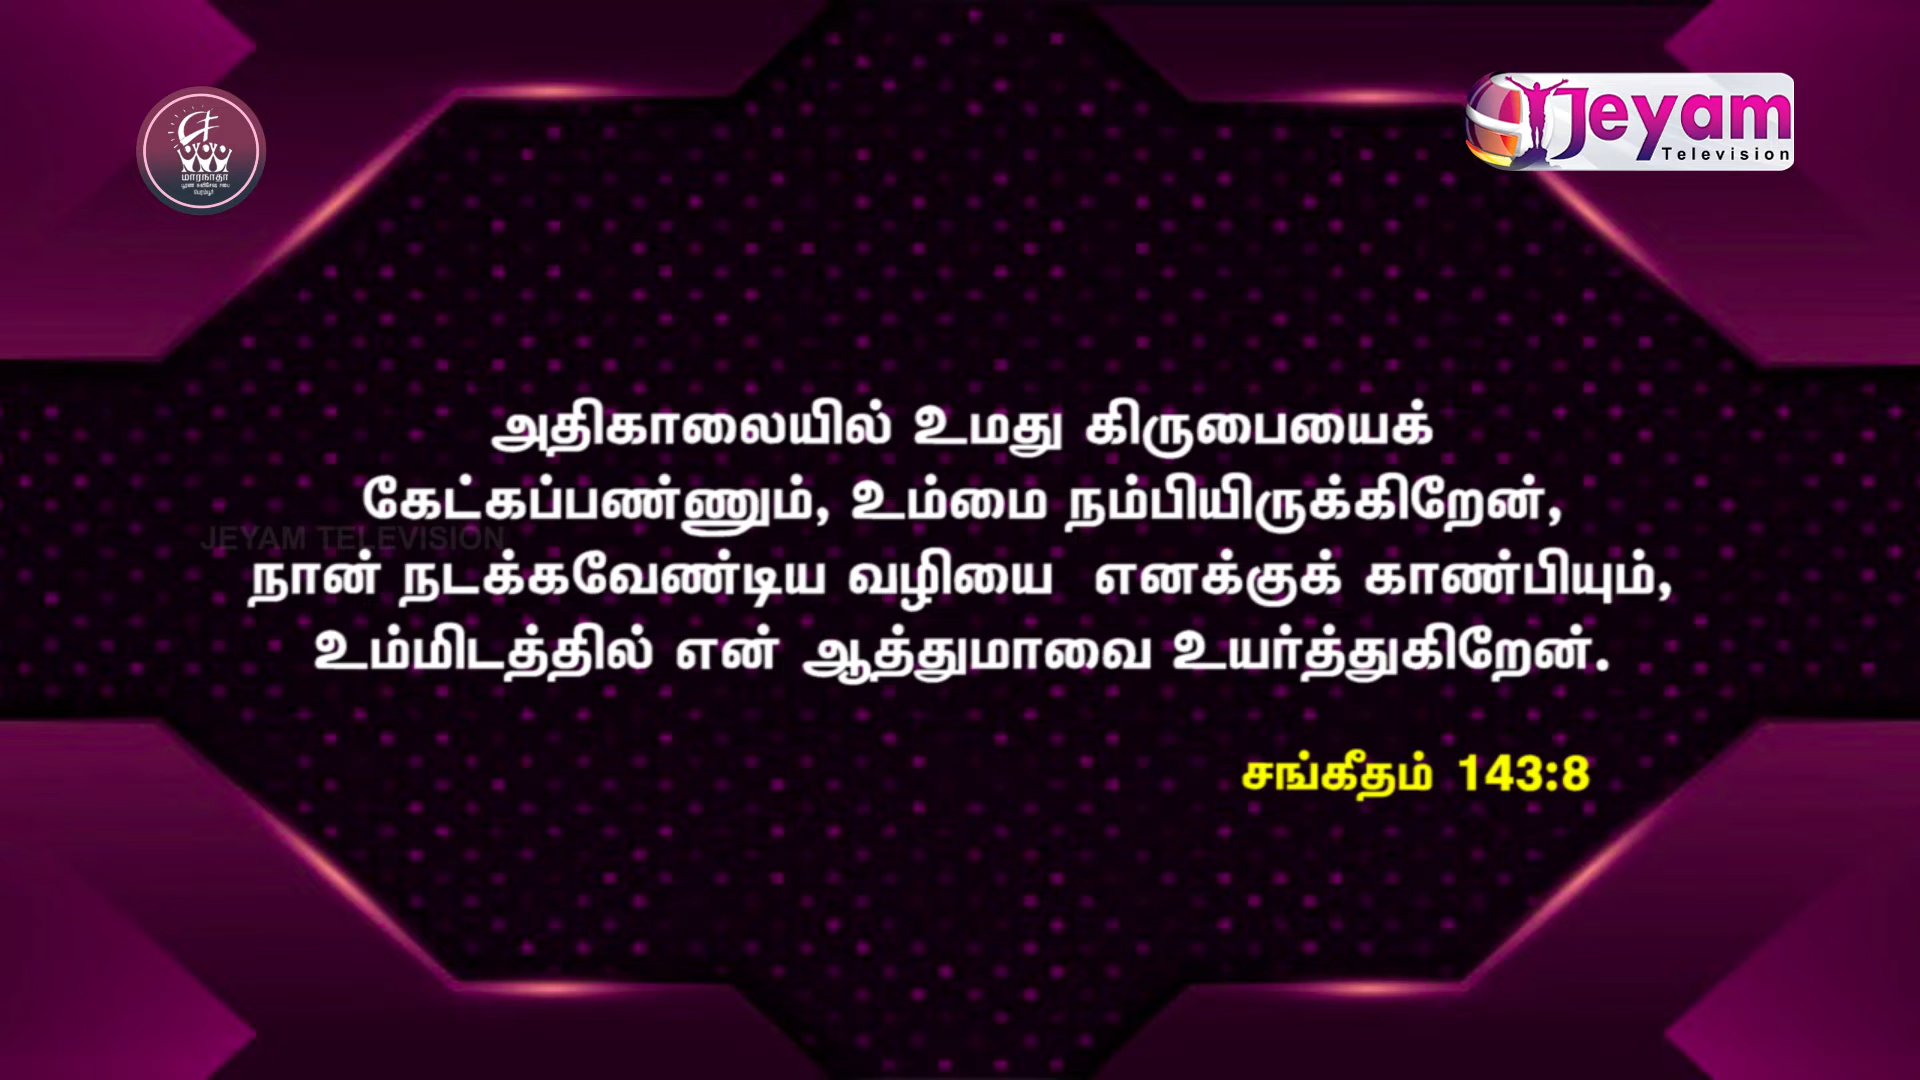 மாரநாதா
Jeyam
Television
அதிகாலையில் உமது கிருபையைக்
கேட்கப்பண்ணும், உம்மை நம்பியிருக்கிறேன்,
JEYAM TELEVISION
நான் நடக்கவேண்டிய வழியை எனக்குக் காண்பியும்,
உம்மிடத்தில் என் ஆத்துமாவை உயர்த்துகிறேன்.
சங்கீதம் 143:8